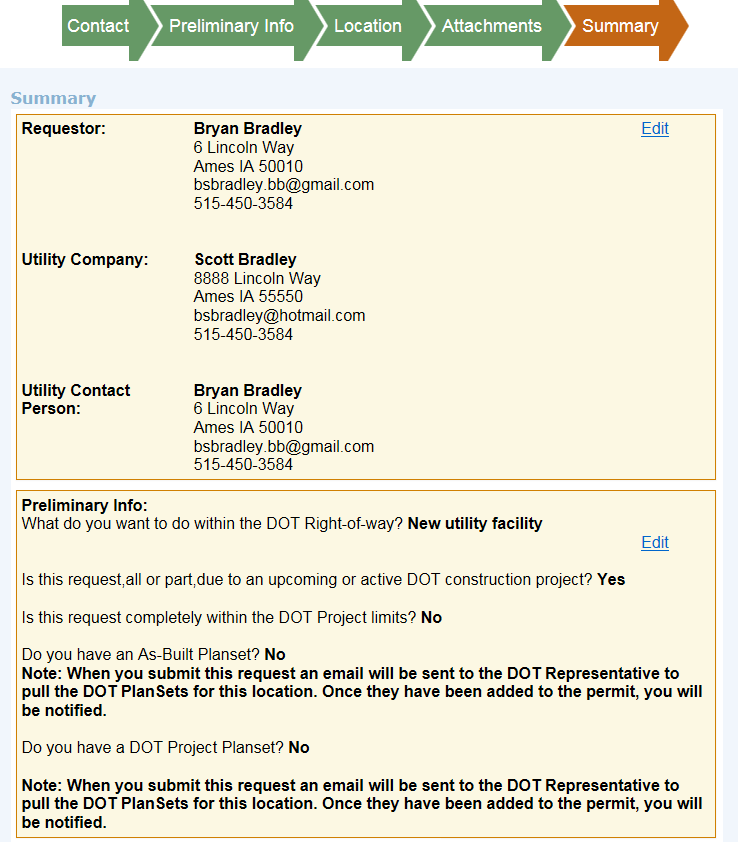 Contact Preliminary Info Location Attachments Summary
Summary
Requestor: Bryan Bradley Edit
6 Lincoln Way
Ames IA 50010
bsbradley.bb@gmail.com
515-450-3584
Utility Company: Scott Bradley
8888 Lincoln Way
Ames IA 55550
bsbradley@hotmail.com
515-450-3584
Utility Contact Bryan Bradley
Person: 6 Lincoln Way
Ames IA 50010
bsbradley.bb@gmail.com
515-450-3584
Preliminary Info:
What do you want to do within the DOT Right-of-way? New utility facility
Edit
Is this request,all or part,due to an upcoming or active DOT construction project? Yes
Is this request completely within the DOT Project limits? No
Do you have an As-Built Planset? No
Note: When you submit this request an email will be sent to the DOT Representative to
pull the DOT PlanSets for this location. Once they have been added to the permit, you will
be notified.
Do you have a DOT Project Planset? No
Note: When you submit this request an email will be sent to the DOT Representative to
pull the DOT PlanSets for this location. Once they have been added to the permit, you will
be notified.